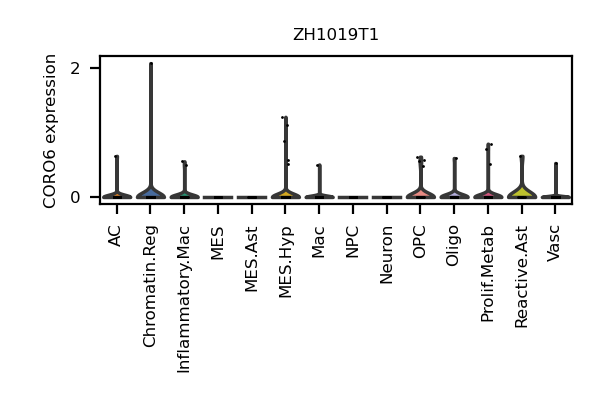 ZH1019T1
CORO6 expression
2
0
AC
Chromatin.Reg
Inflammatory.Mac
MES
MES.Ast
MES.Hyp
Mac
NPC
Neuron
OPC
Oligo
Prolif.Metab
Reactive.Ast
Vasc